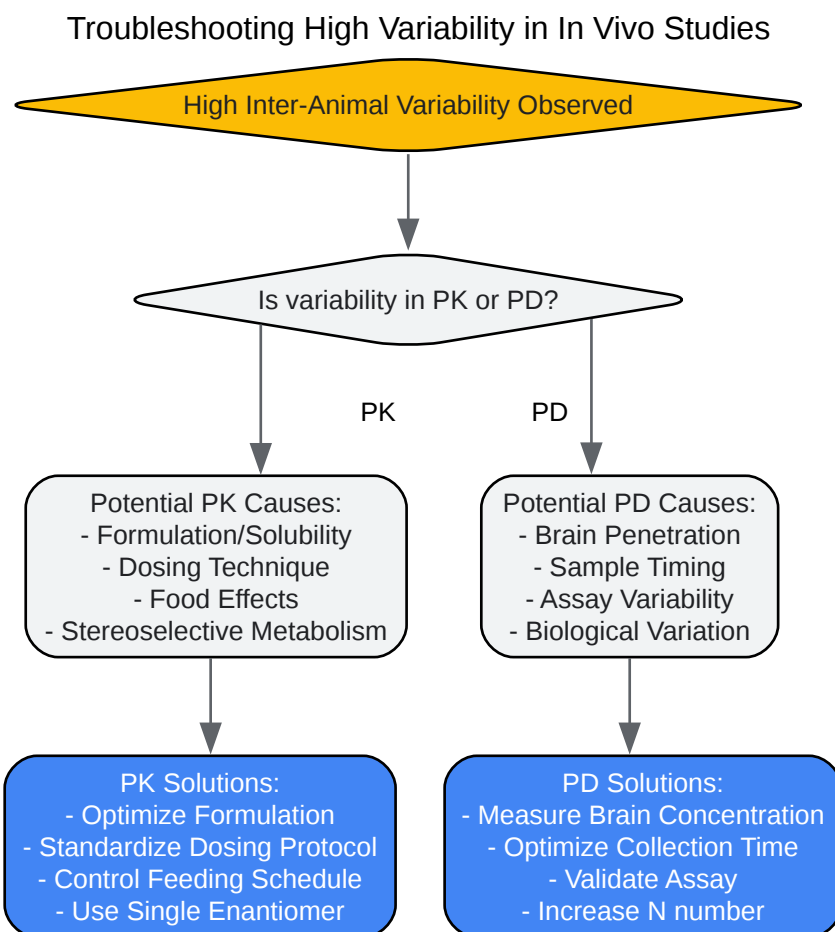 Troubleshooting High Variability in In Vivo Studies
High Inter-Animal Variability Observed
Is variability in PK or PD?
PK
PD
Potential PK Causes:
- Formulation/Solubility
- Dosing Technique
- Food Effects
- Stereoselective Metabolism
Potential PD Causes:
- Brain Penetration
- Sample Timing
- Assay Variability
- Biological Variation
PK Solutions:
- Optimize Formulation
- Standardize Dosing Protocol
- Control Feeding Schedule
- Use Single Enantiomer
PD Solutions:
- Measure Brain Concentration
- Optimize Collection Time
- Validate Assay
- Increase N number